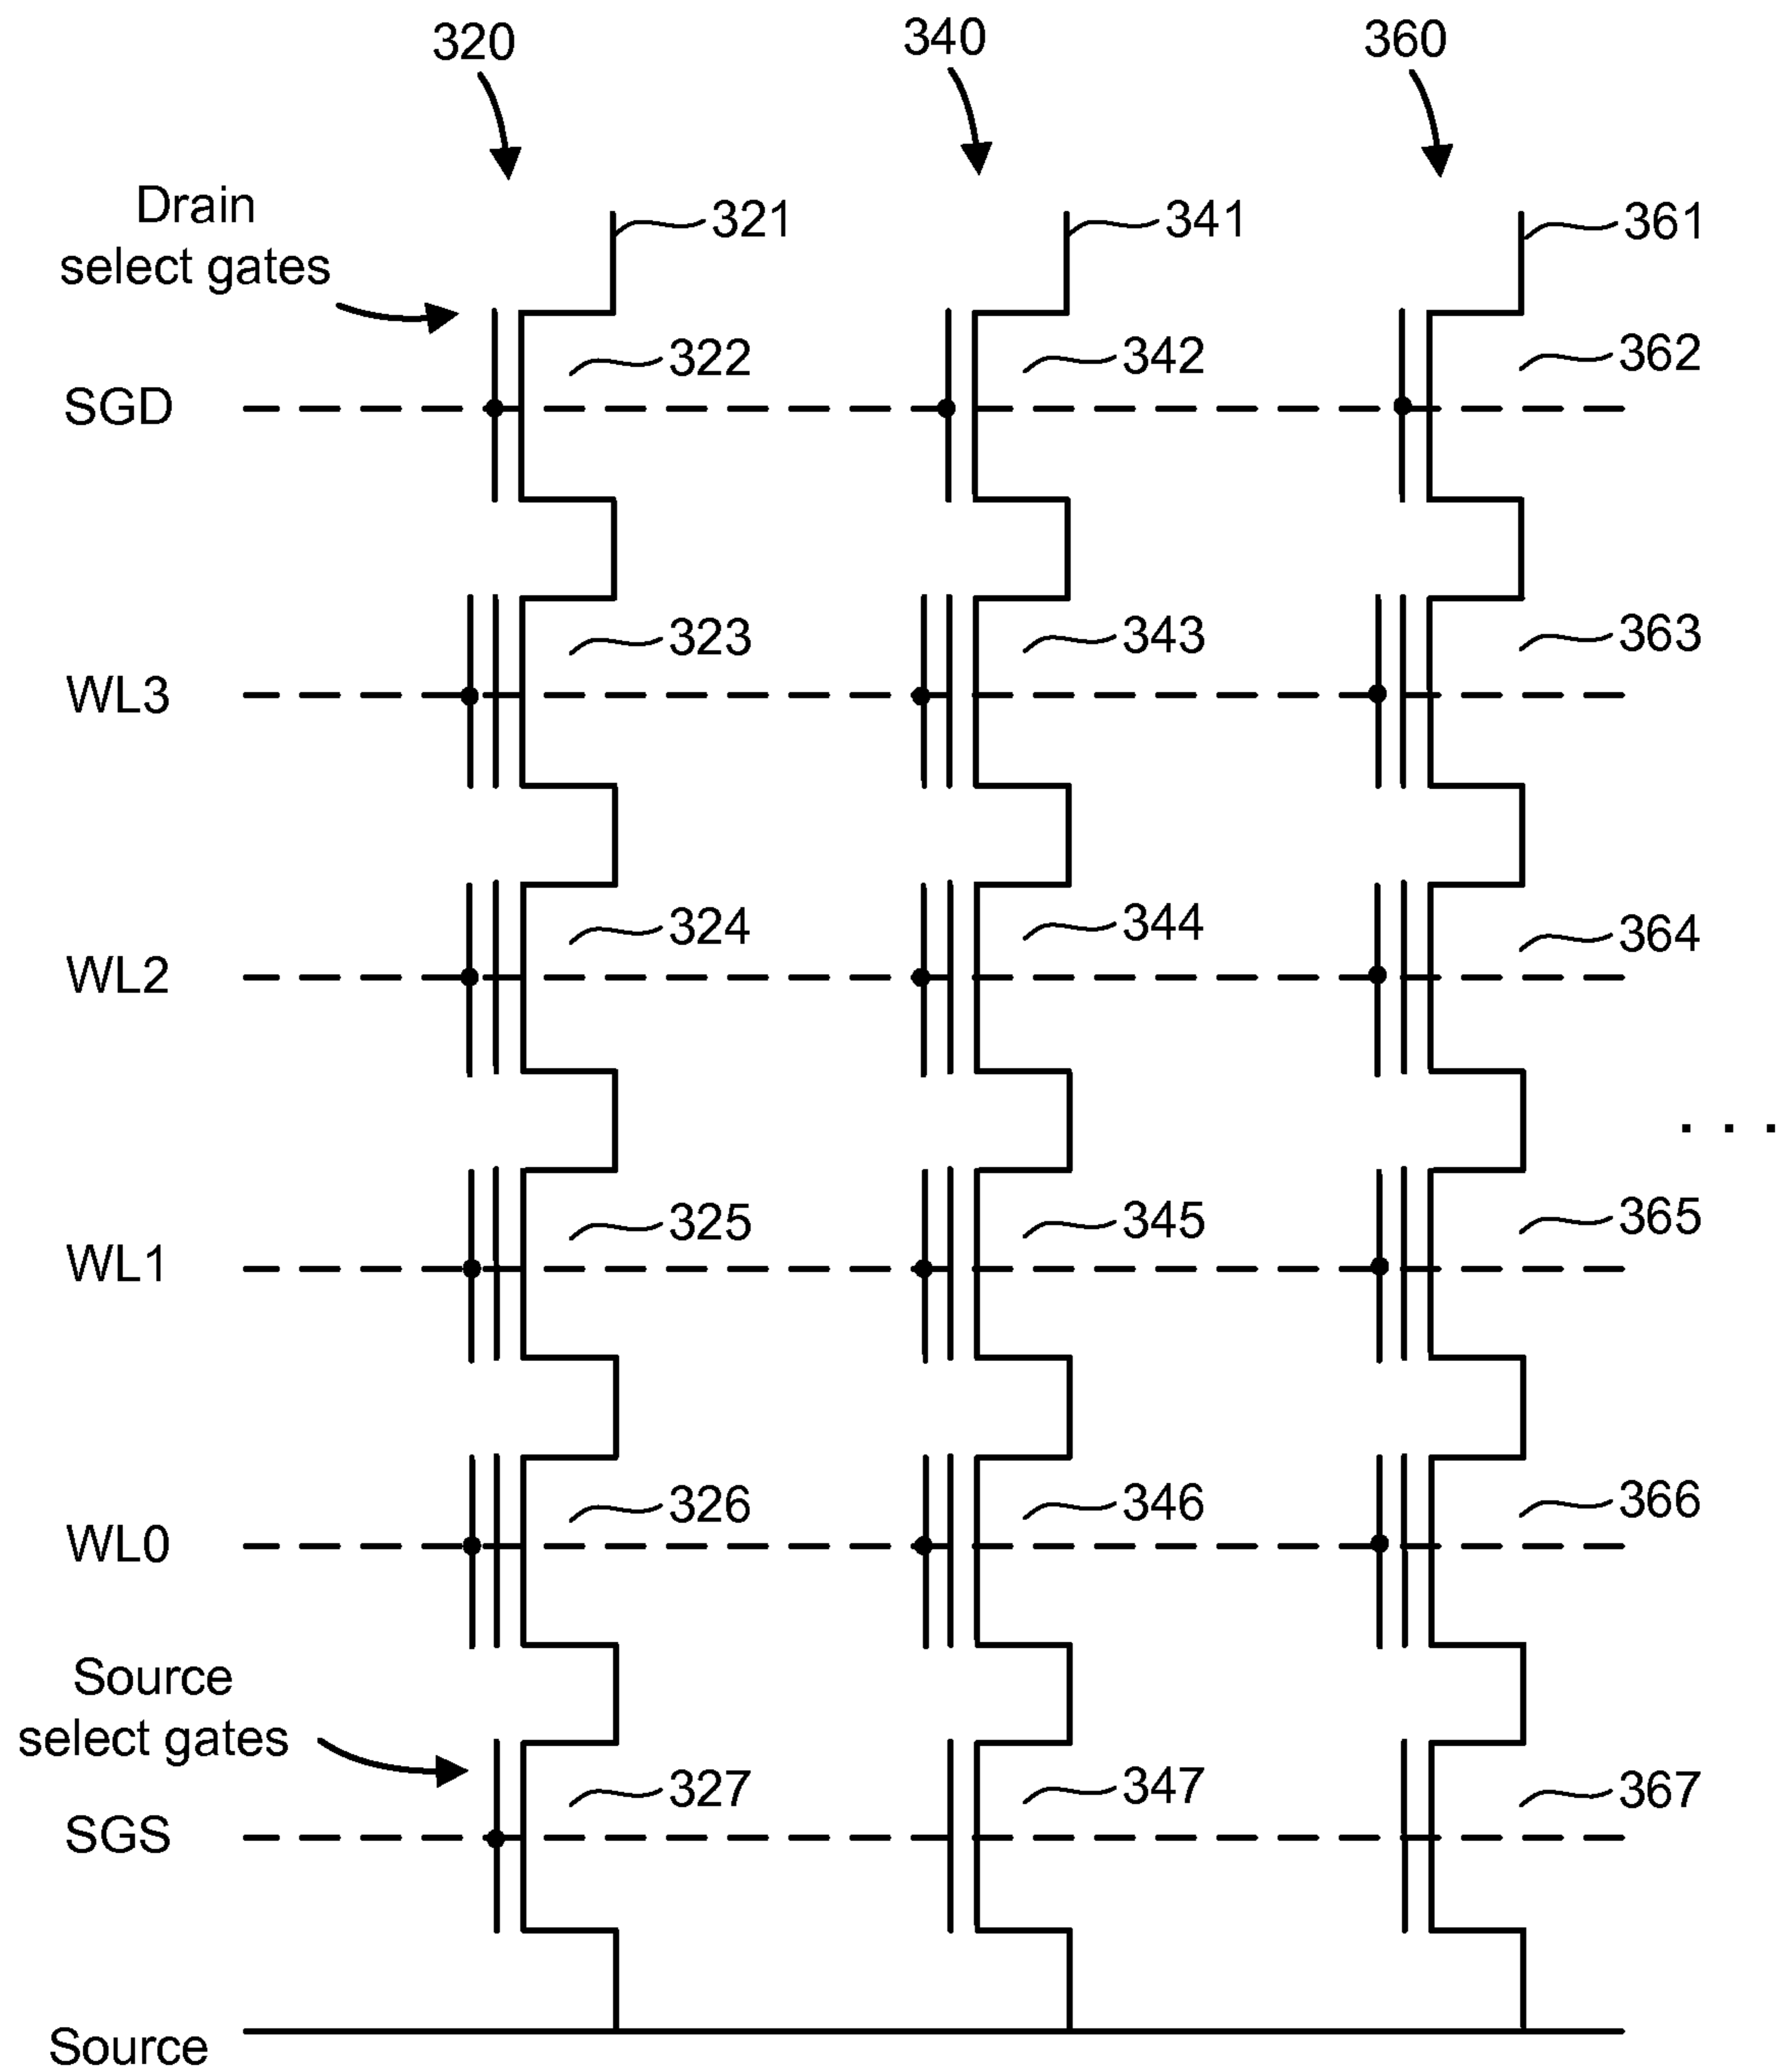 320 340 360
Drain
select gates
321 341 361
322 342 362
SGD
323 343 363
WL3
324 344 364
WL2
. . .
325 345 365
WL1
326 346 366
WL0
Source
select gates
327 347 367
SGS
Source